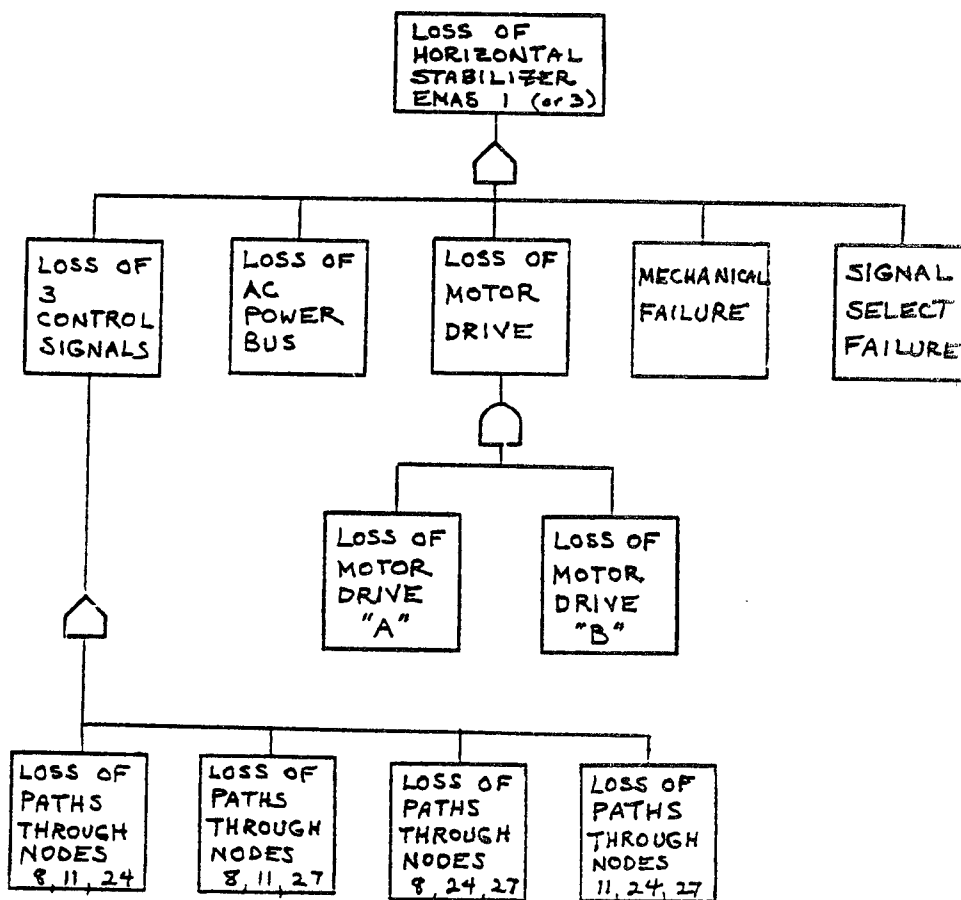 LOSS OF
HORIZONTAL
STABILIZER
EMAS 1 (or 3)
LOSS OF
3
CONTROL
SIGNALS
LOSS OF
AC
POWER
BUS
LOSS OF
MOTOR
DRIVE
MECHANICAL
FAILURE
SIGNAL
SELECT
FAILURE
LOSS OF
MOTOR
DRIVE
"A"
LOSS OF
MOTOR
DRIVE
"B"
LOSS OF
PATHS
THROUGH
NODES
8, 11, 24
LOSS OF
PATHS
THROUGH
NODES
8, 11, 27
LOSS OF
PATHS
THROUGH
NODES
8, 24, 27
LOSS OF
PATHS
THROUGH
NODES
11, 24, 27